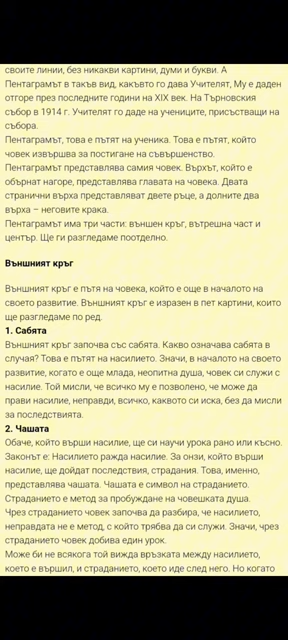 своите линии, без никакви картини, думи и букви. А
Пентаграмът в такъв вид, какъвто го дава Учителят, Му е даден
отгоре през последните години на XIX век. На Търновския
събор в 1914 г. Учителят го даде на учениците, присъстващи на
събора.
Пентаграмът, това е пътят на ученика. Това е пътят, който
човек извършва за постигане на съвършенство.
Пентаграмът представлява самия човек. Върхът, който е
обърнат нагоре, представлява главата на човека. Двата
странични върха представляват двете ръце, а долните два
върха – неговите крака.
Пентаграмът има три части: външен кръг, вътрешна част и
център. Ще ги разгледаме поотделно.
Външният кръг
Външният кръг е пътя на човека, който е още в началото на
своето развитие. Външният кръг е изразен в пет картини, които
ще разгледаме по ред.
1. Сабята
Външният кръг започва със сабята. Какво означава сабята в
случая? Това е пътят на насилието. Значи, в началото на своето
развитие, когато е още млада, неопитна душа, човек си служи с
насилие. Той мисли, че всичко му е позволено, че може да
прави насилие, неправди, всичко, каквото си иска, без да мисли
за последствията.
2. Чашата
Обаче, който върши насилие, ще си научи урока рано или късно.
Законът е: Насилието ражда насилие. За онзи, който върши
насилие, ще дойдат последствия, страдания. Това, именно,
представлява чашата. Чашата е символ на страданието.
Страданието е метод за пробуждане на човешката душа.
Чрез страданието човек започва да разбира, че насилието,
неправдата не е метод, с който трябва да си служи. Значи, чрез
страданието човек добива един урок.
Може би не всякога той вижда връзката между насилието,
което е вършил, и страданието, което иде след него. Но когато